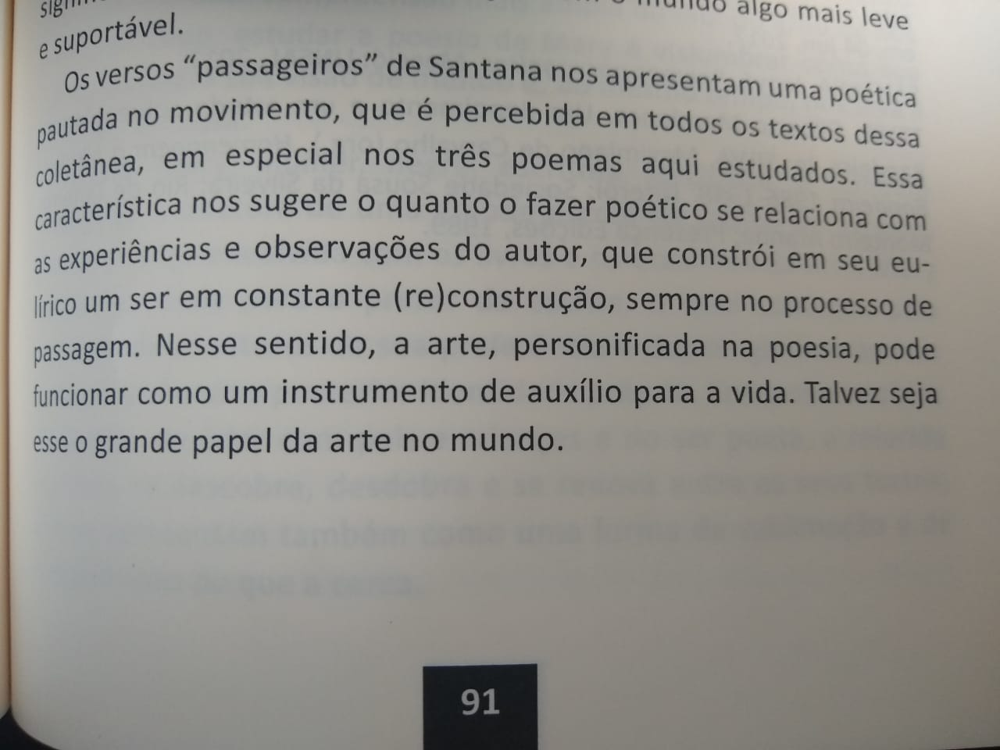 mundo algo mais leve
e suportável.
Os versos “passageiros” de Santana nos apresentam uma poética
pautada no movimento, que é percebida em todos os textos dessa
coletânea, em especial nos três poemas aqui estudados. Essa
característica nos sugere o quanto o fazer poético se relaciona com
as experiências e observações do autor, que constrói em seu eu-
lírico um ser em constante (re)construção, sempre no processo de
passagem. Nesse sentido, a arte, personificada na poesia, pode
funcionar como um instrumento de auxílio para a vida. Talvez seja
esse o grande papel da arte no mundo.
91